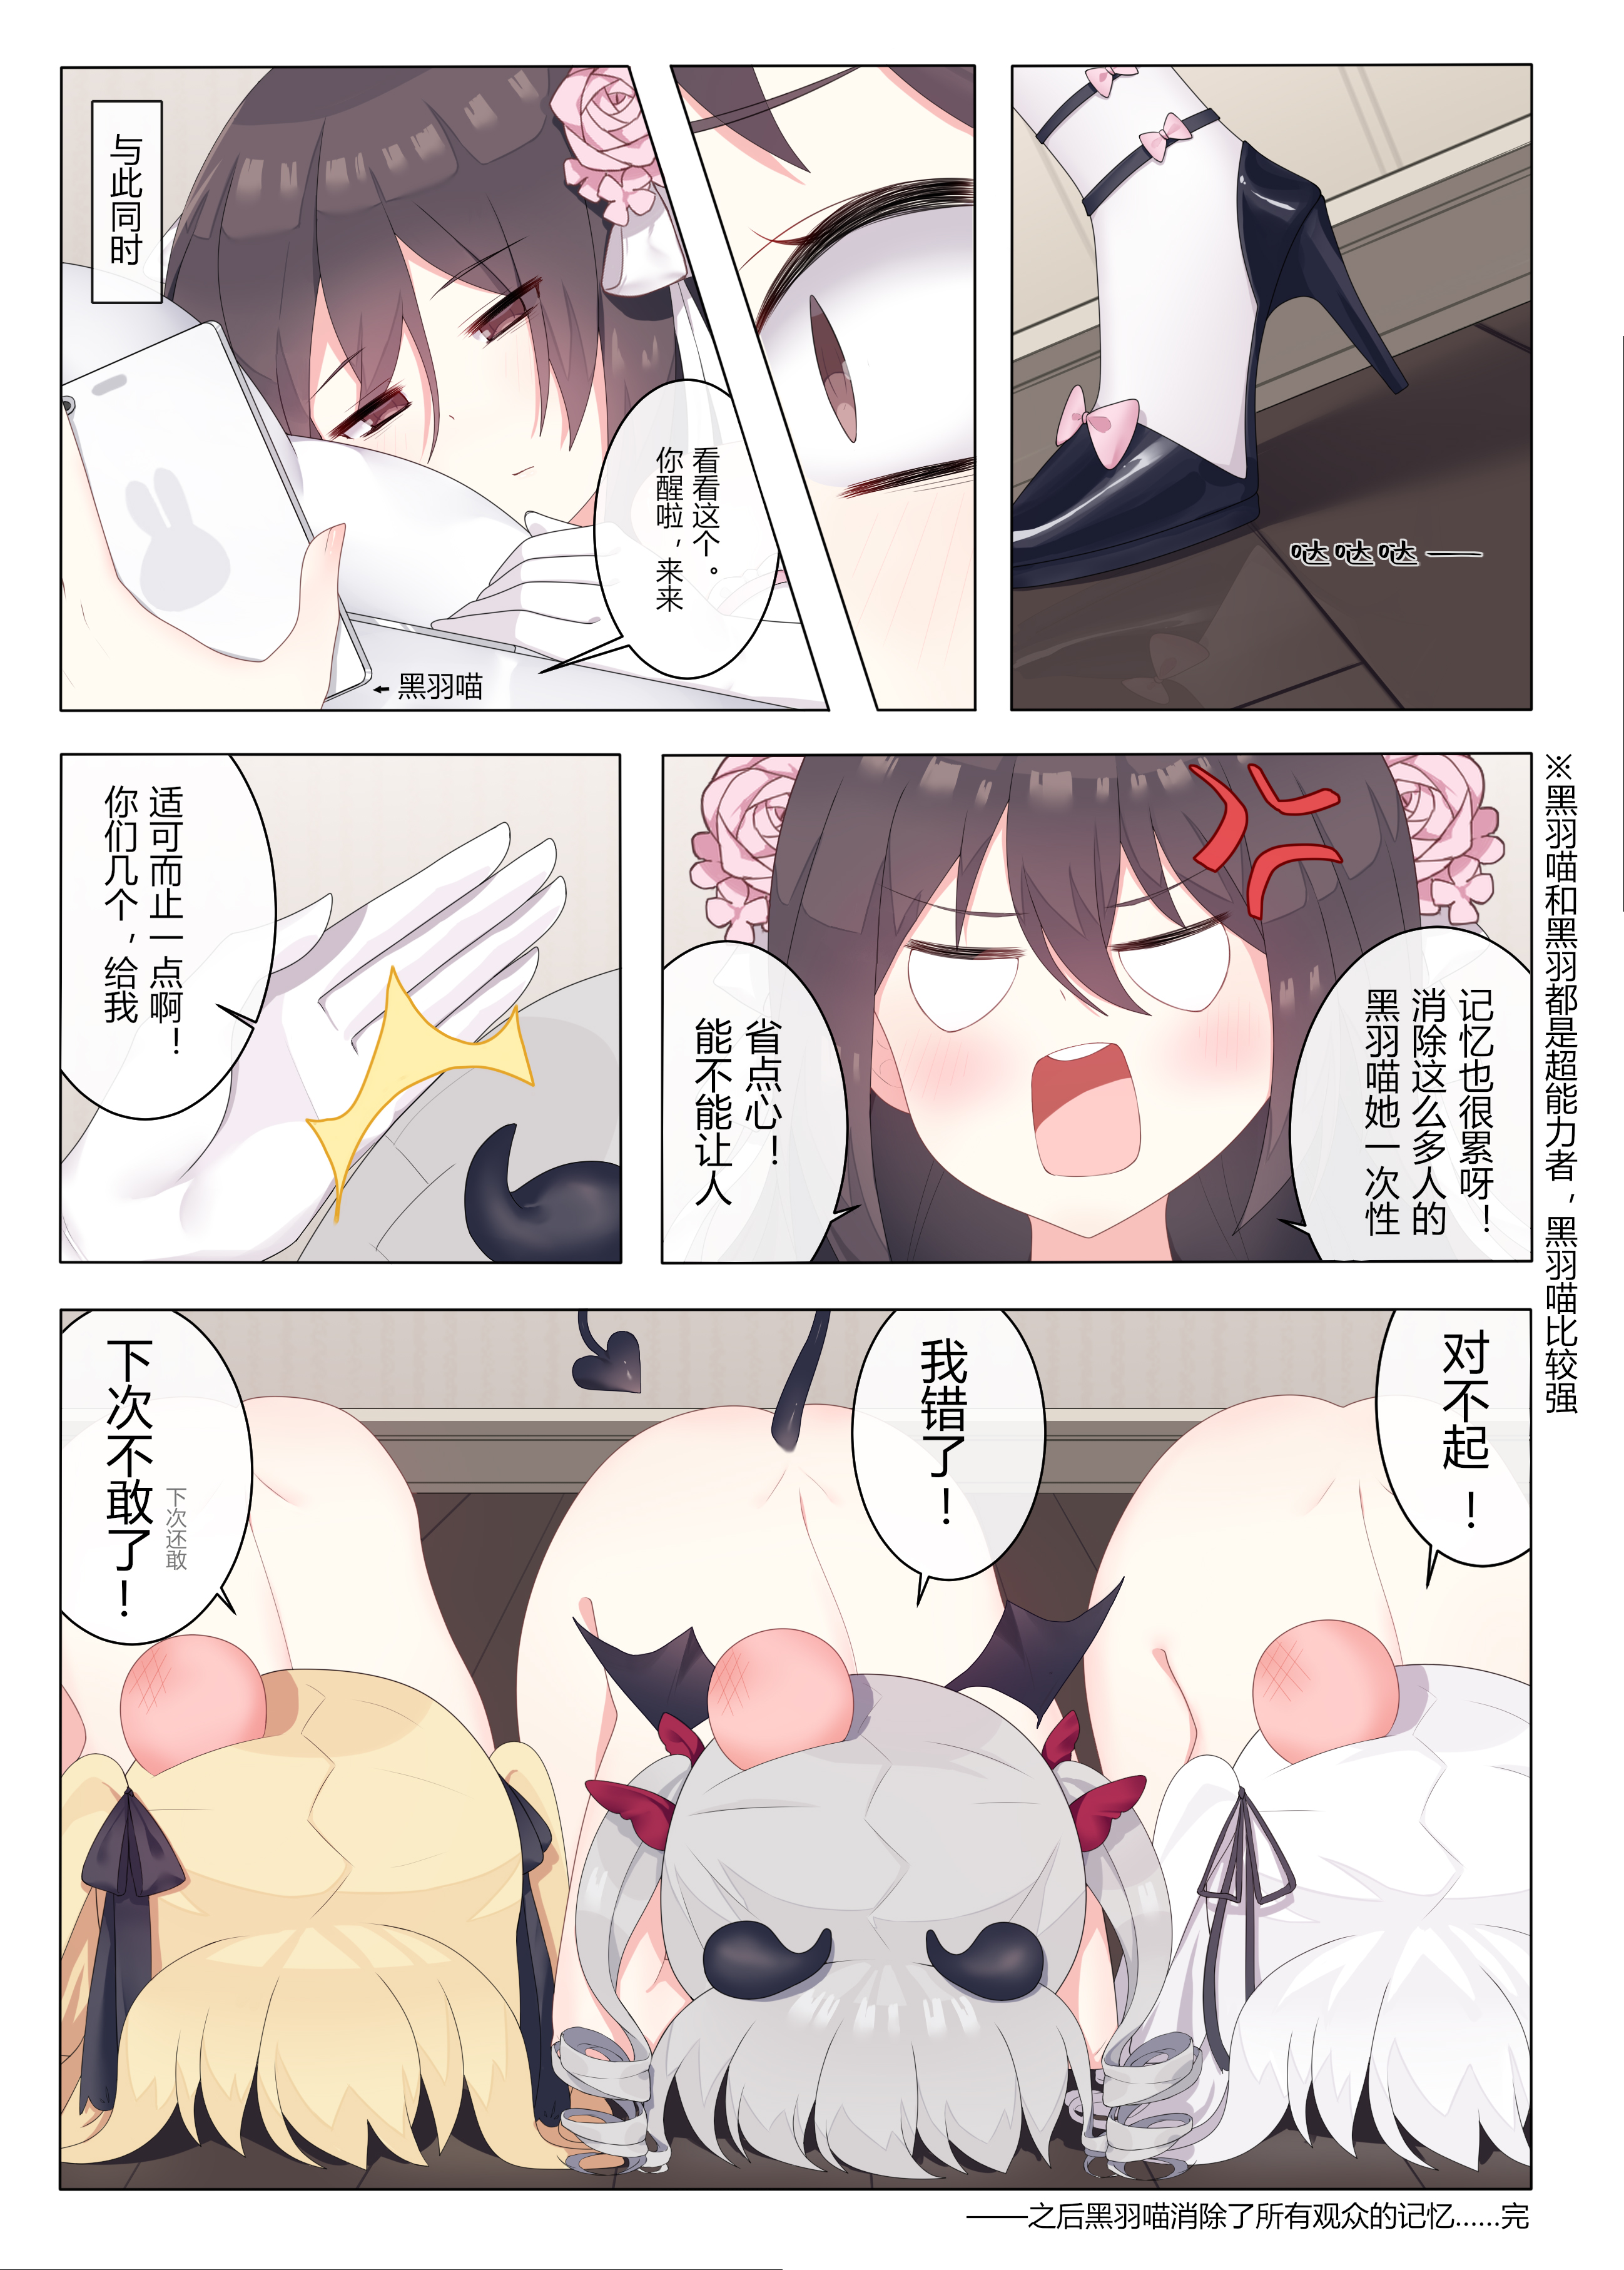 与此同时
你醒啦，来来
看看这个。
← 黑羽喵
哒哒哒——
你们几个，给我
适可而止一点啊！
能不能让人
省点心！
黑羽喵她一次性
消除这么多人的
记忆也很累呀！
※黑羽喵和黑羽都是超能力者，黑羽喵比较强
下次不敢了！
下次还敢
我错了！
对不起！
——之后黑羽喵消除了所有观众的记忆……完